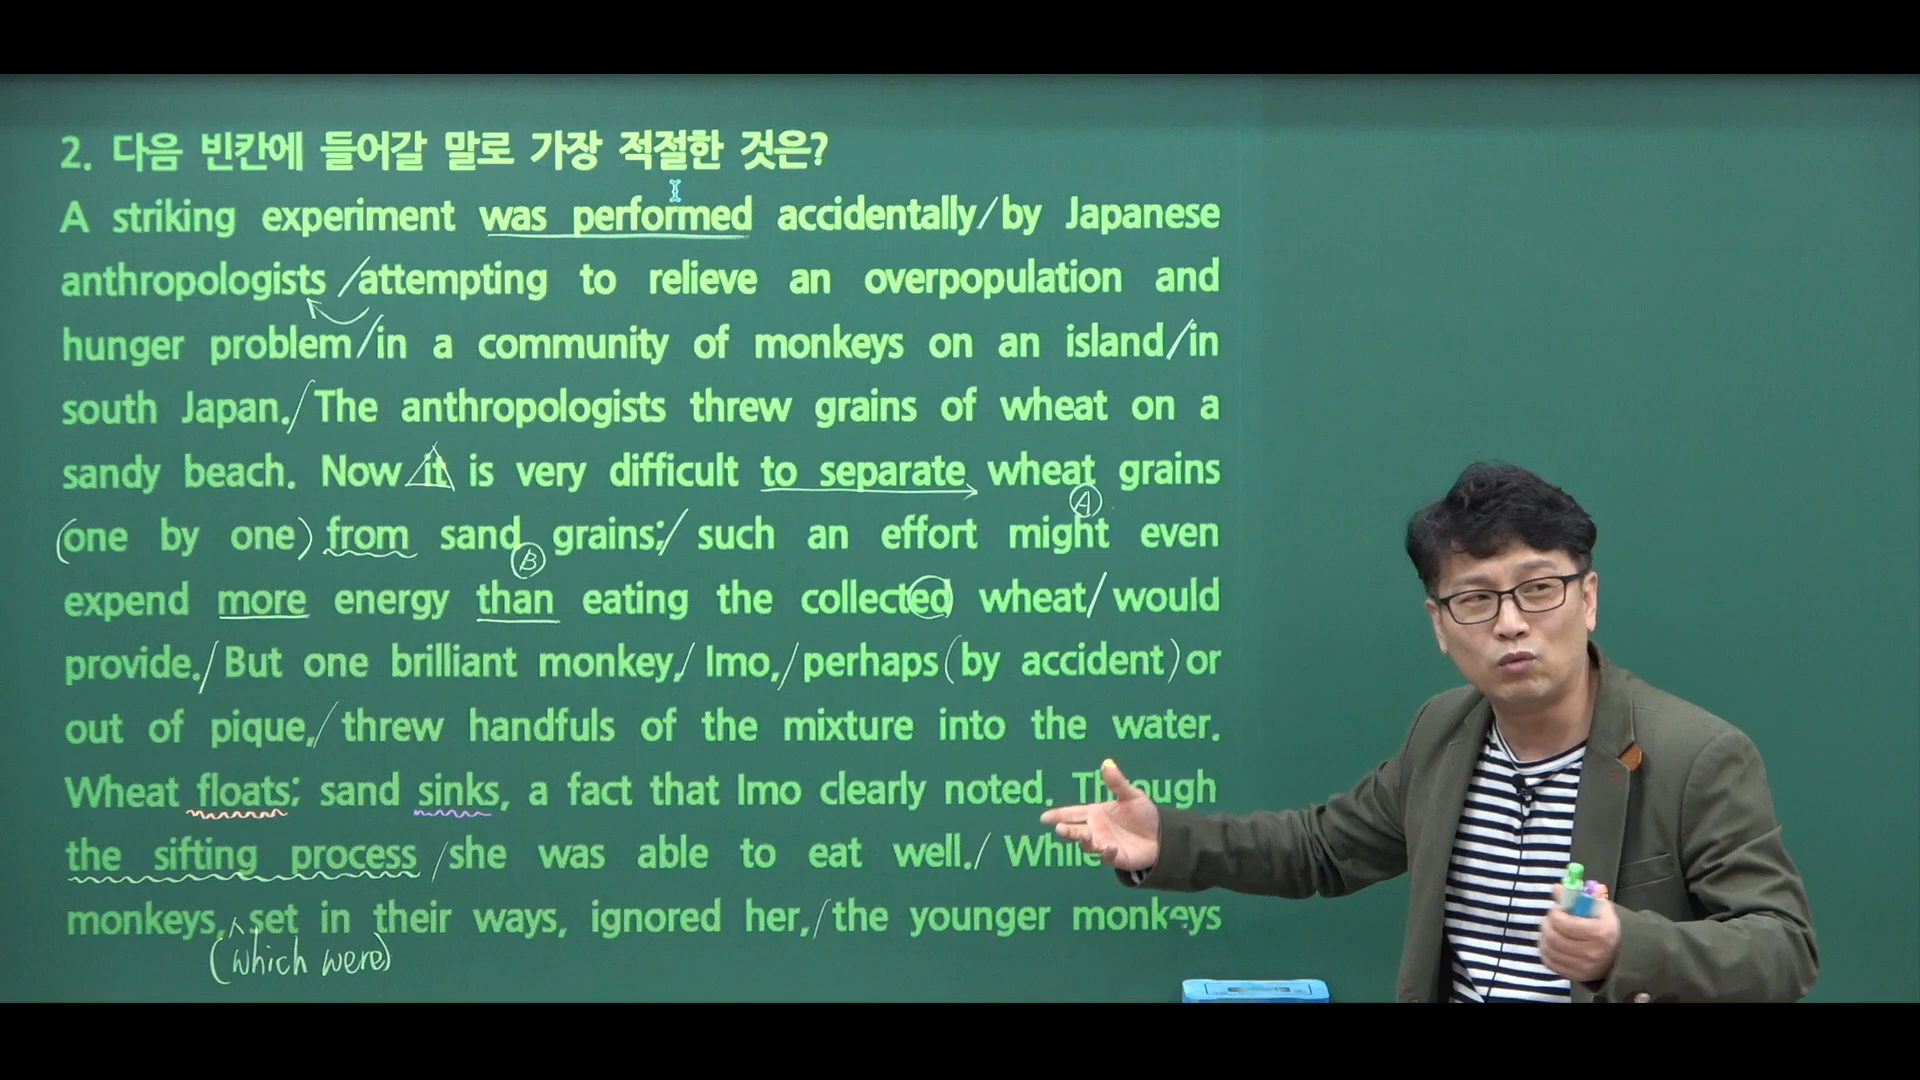 2. 다음 빈칸에 들어갈 말로 가장 적절한 것은?
A striking experiment was performed accidentally/by Japanese
anthropologists /attempting to relieve an overpopulation and
hunger problem/in a community of monkeys on an island/in
south Japan./The anthropologists threw grains of wheat on a
sandy beach. Now it is very difficult to separate wheat grains
Ⓐ
(one by one) from sand grains;/such an effort might even
Ⓑ
expend more energy than eating the collected wheat/would
provide./But one brilliant monkey,/Imo,/perhaps(by accident)or
out of pique,/threw handfuls of the mixture into the water.
Wheat floats; sand sinks, a fact that Imo clearly noted. Through
the sifting process/she was able to eat well./While
monkeys,^set in their ways, ignored her,/the younger monkeys
(which were)